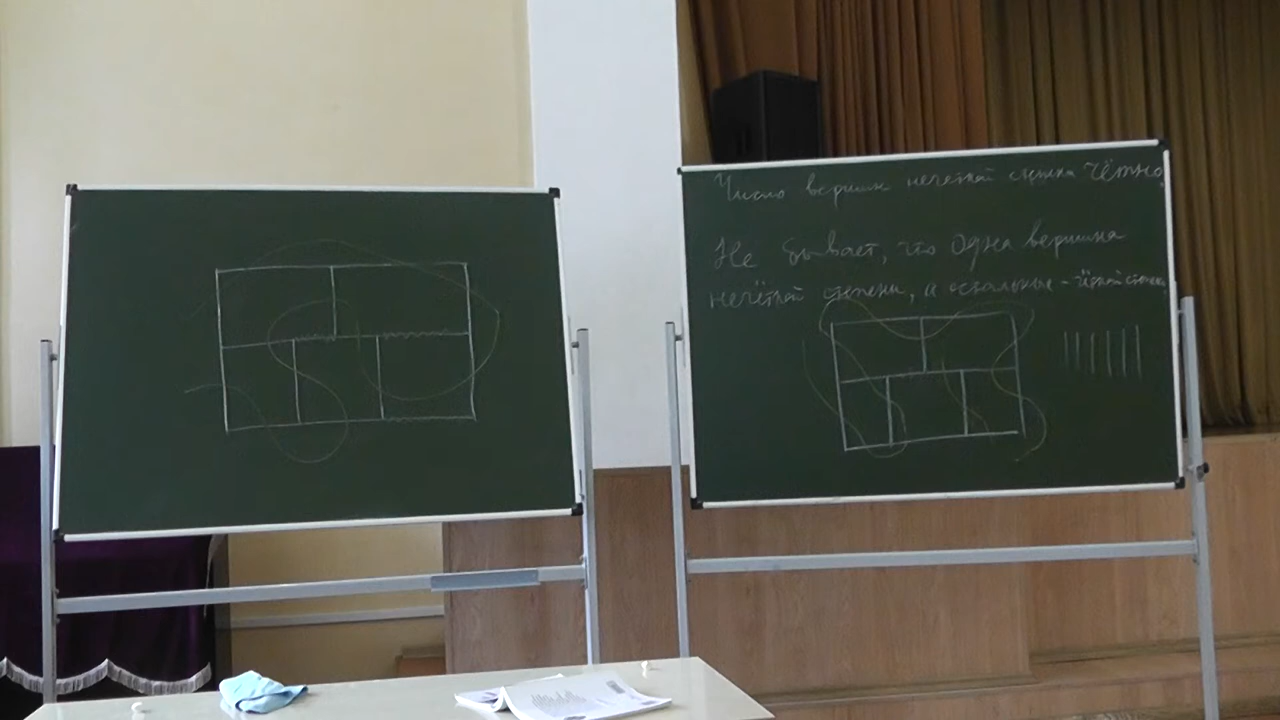 Число вершин нечётной степени чётно.
Не бывает, что одна вершина
нечётной степени, а остальные – чётной степени.